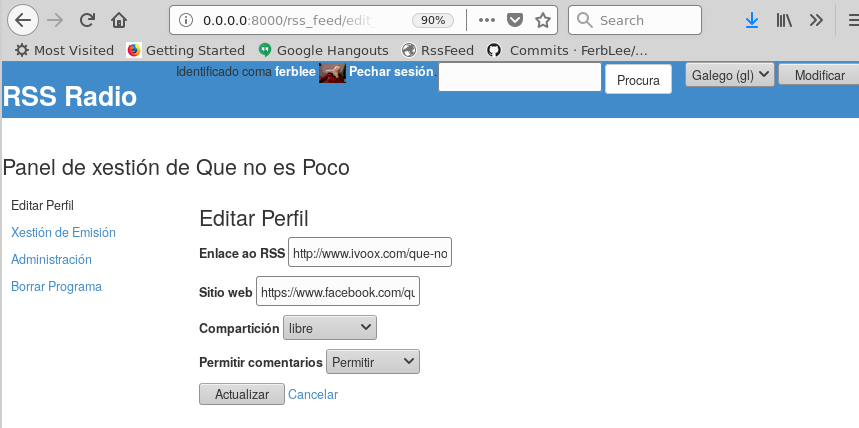 0.0.0.0:8000/rss_feed/edit
90%
Search
Most Visited
Getting Started
Google Hangouts
RssFeed
Commits · FerbLee/...
Identificado coma ferblee Pechar sesión.
Procura
Galego (gl)
Modificar
RSS Radio
Panel de xestión de Que no es Poco
Editar Perfil
Xestión de Emisión
Administración
Borrar Programa
Editar Perfil
Enlace ao RSS http://www.ivoox.com/que-no
Sitio web https://www.facebook.com/qu
Compartición libre
Permitir comentarios Permitir
Actualizar Cancelar